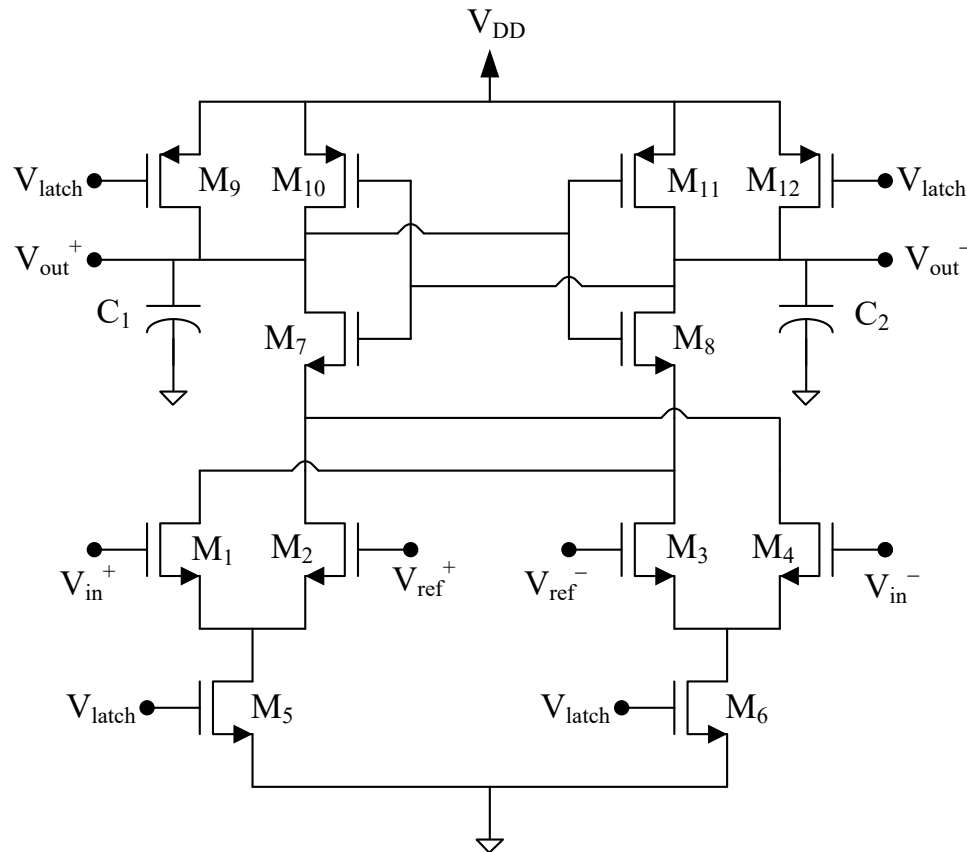 V_DD
V_latch M_9 M_10 M_11 M_12 V_latch
V_out^+ V_out^−
C_1 C_2
M_7 M_8
V_in^+ M_1 M_2 V_ref^+ V_ref^− M_3 M_4 V_in^−
V_latch M_5 V_latch M_6